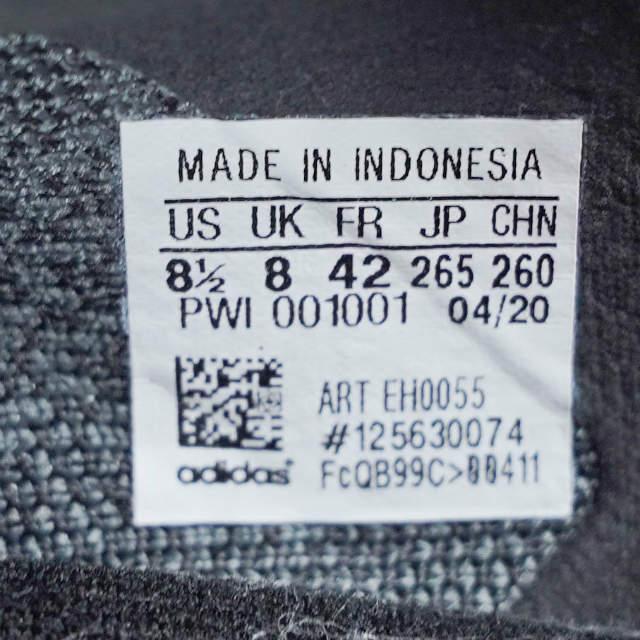 MADE IN INDONESIA
US UK FR JP CHN
8½ 8 42 265 260
PWI 001001 04/20
ART EH0055
#125630074
adidas FcQB99C>00411